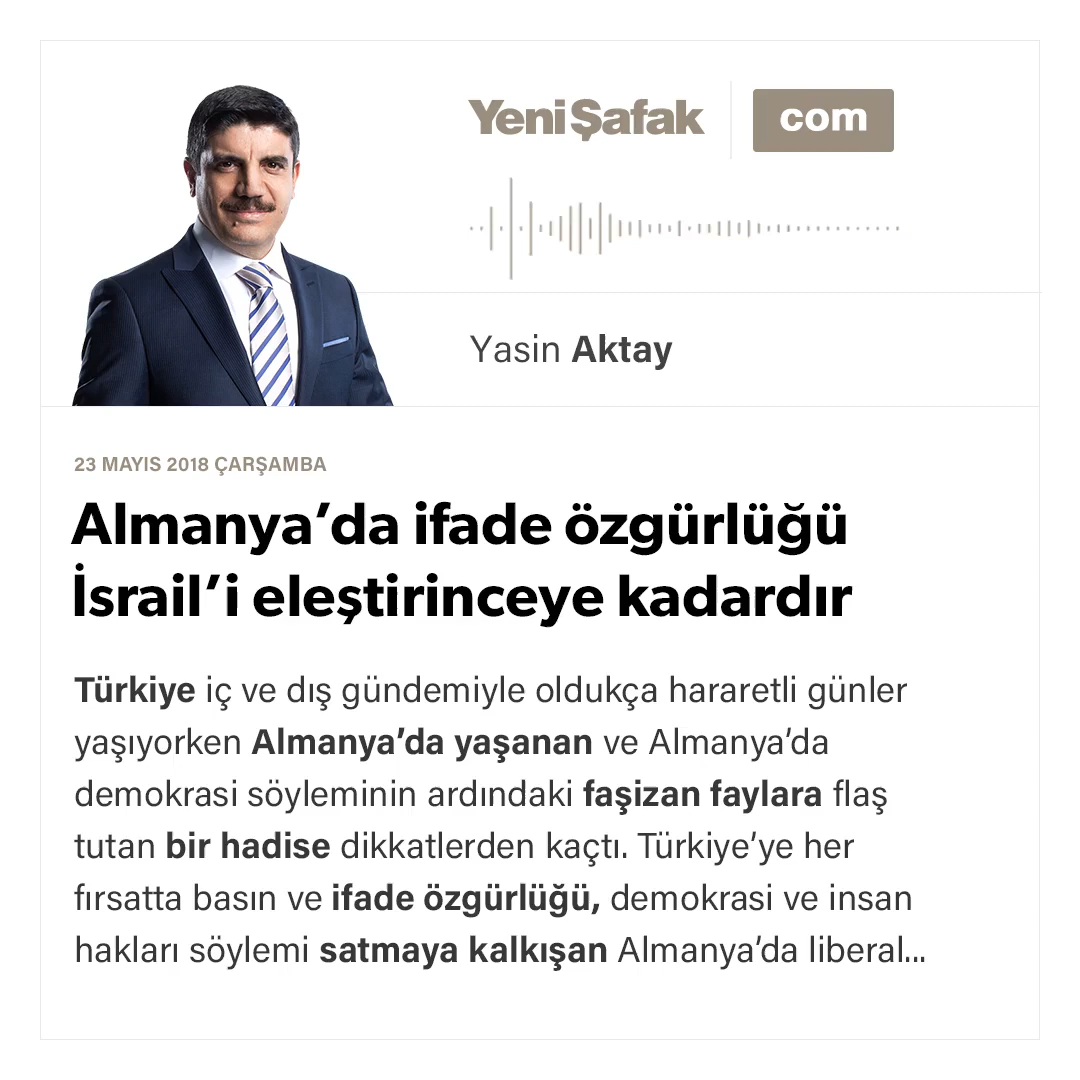 YeniŞafak com
Yasin Aktay
23 MAYIS 2018 ÇARŞAMBA
Almanya’da ifade özgürlüğü
İsrail’i eleştirinceye kadardır
Türkiye iç ve dış gündemiyle oldukça hararetli günler
yaşıyorken Almanya’da yaşanan ve Almanya’da
demokrasi söyleminin ardındaki faşizan faylara flaş
tutan bir hadise dikkatlerden kaçtı. Türkiye’ye her
fırsatta basın ve ifade özgürlüğü, demokrasi ve insan
hakları söylemi satmaya kalkışan Almanya’da liberal...